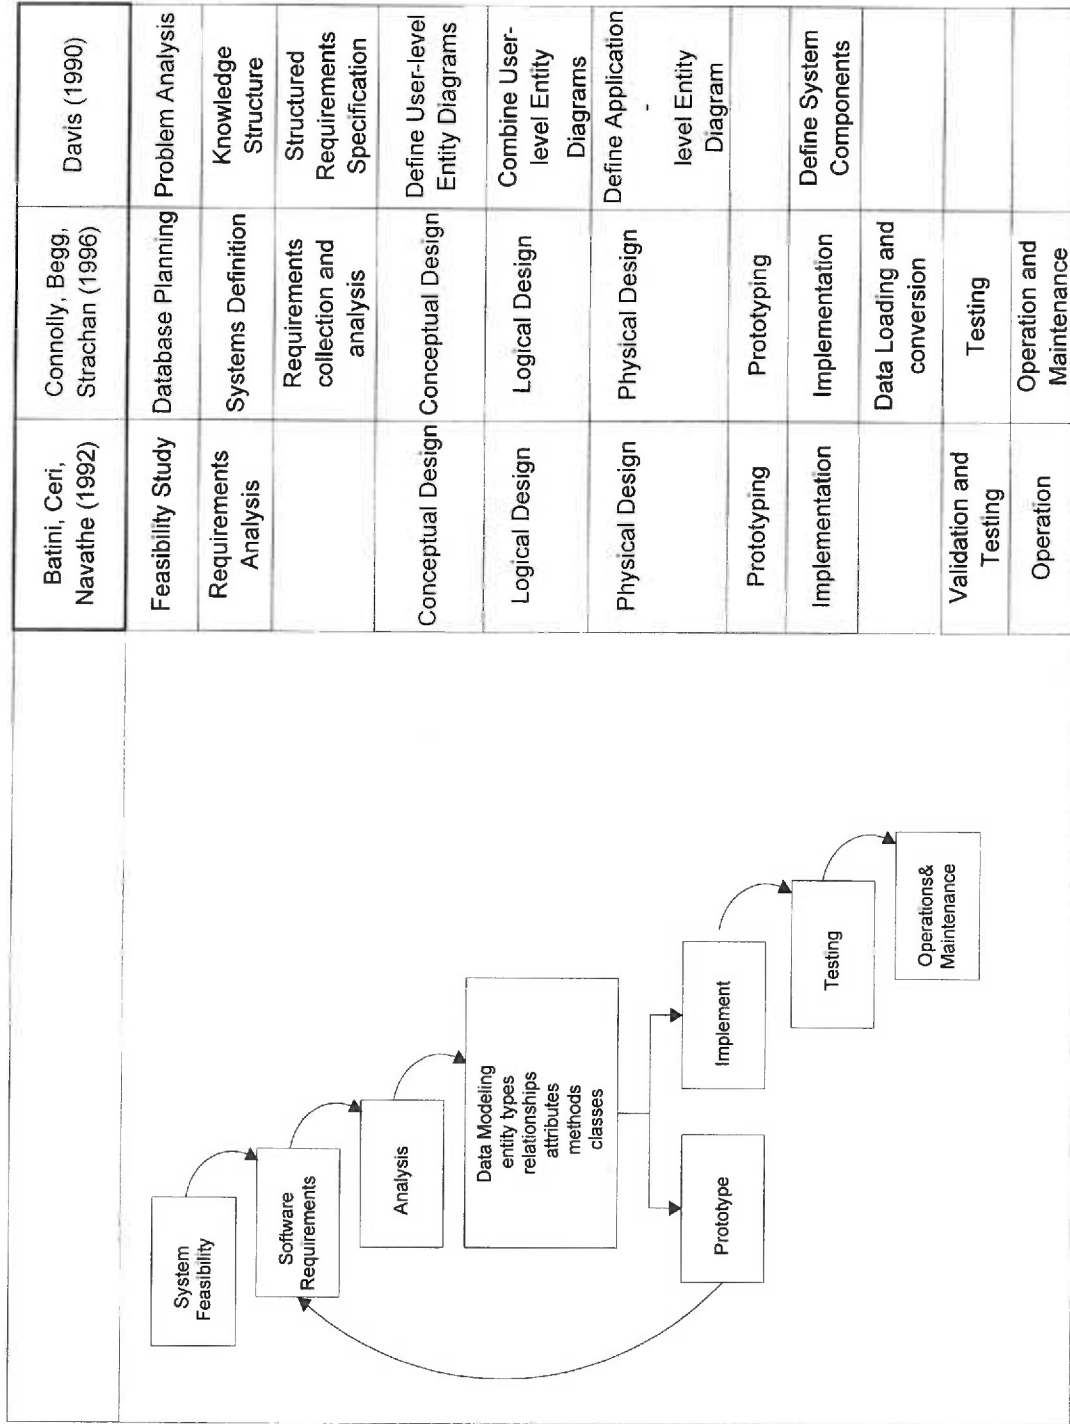 Batini, Ceri,
Navathe (1992)
Connolly, Begg,
Strachan (1996)
Davis (1990)
Feasibility Study
Database Planning
Problem Analysis
Requirements
Analysis
Systems Definition
Knowledge
Structure
Requirements
collection and
analysis
Structured
Requirements
Specification
Conceptual Design
Conceptual Design
Define User-level
Entity Diagrams
Logical Design
Logical Design
Combine User-
level Entity
Diagrams
Physical Design
Physical Design
Define Application
-
level Entity
Diagram
Prototyping
Prototyping
Implementation
Implementation
Define System
Components
Data Loading and
conversion
Validation and
Testing
Testing
Operation
Operation and
Maintenance
System
Feasibility
Software
Requirements
Analysis
Data Modeling
entity types
relationships
attributes
methods
classes
Prototype
Implement
Testing
Operations&
Maintenance